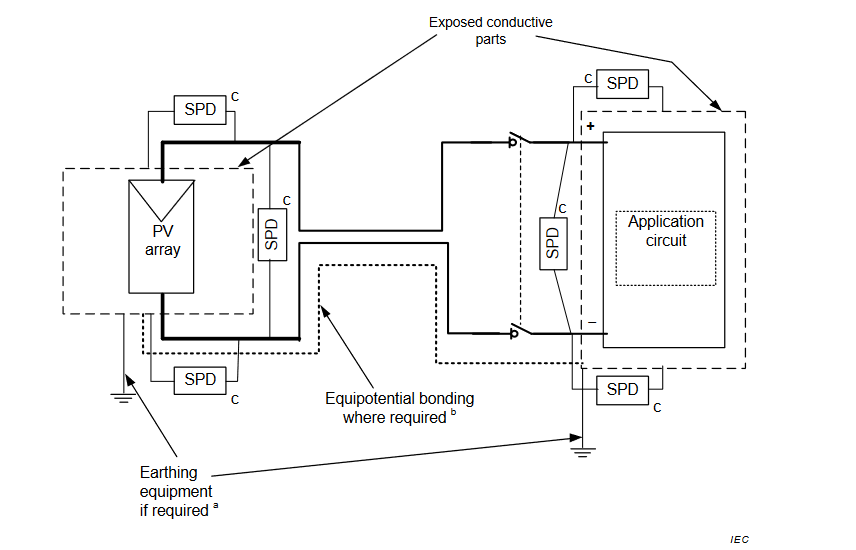 Exposed conductive
parts
SPD
C
C
SPD
+
PV
array
SPD
C
SPD
C
Application
circuit
–
SPD
C
SPD
C
Equipotential bonding
where required b
Earthing
equipment
if required a
IEC